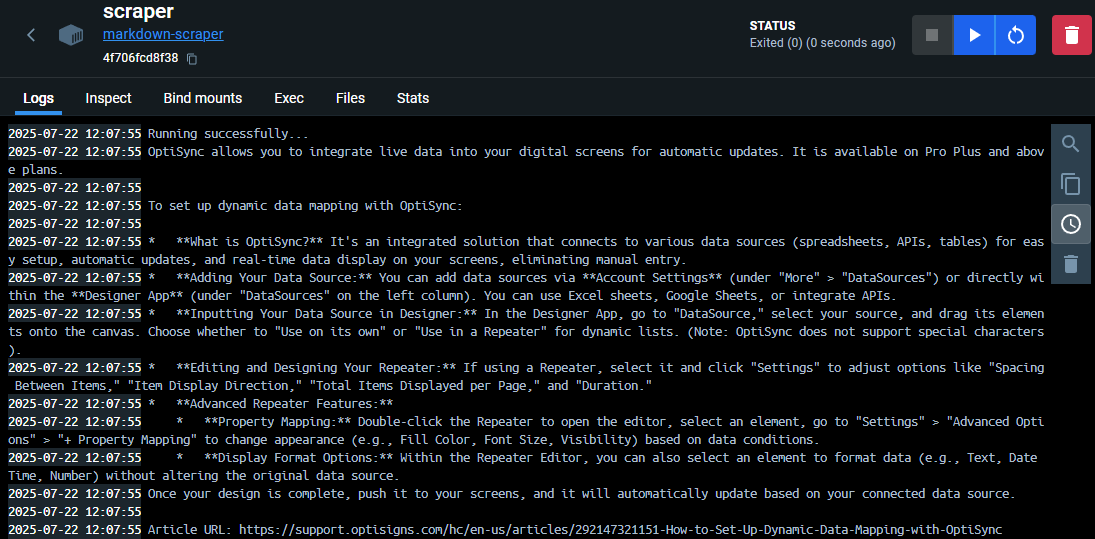 scraper
markdown-scraper
4f706fcd8f38
STATUS
Exited (0) (0 seconds ago)
Logs Inspect Bind mounts Exec Files Stats
2025-07-22 12:07:55 Running successfully...
2025-07-22 12:07:55 OptiSync allows you to integrate live data into your digital screens for automatic updates. It is available on Pro Plus and abov
e plans.
2025-07-22 12:07:55
2025-07-22 12:07:55 To set up dynamic data mapping with OptiSync:
2025-07-22 12:07:55
2025-07-22 12:07:55 *   **What is OptiSync?** It's an integrated solution that connects to various data sources (spreadsheets, APIs, tables) for eas
y setup, automatic updates, and real-time data display on your screens, eliminating manual entry.
2025-07-22 12:07:55 *   **Adding Your Data Source:** You can add data sources via **Account Settings** (under "More" > "DataSources") or directly wi
thin the **Designer App** (under "DataSources" on the left column). You can use Excel sheets, Google Sheets, or integrate APIs.
2025-07-22 12:07:55 *   **Inputting Your Data Source in Designer:** In the Designer App, go to "DataSource," select your source, and drag its elemen
ts onto the canvas. Choose whether to "Use on its own" or "Use in a Repeater" for dynamic lists. (Note: OptiSync does not support special characters
).
2025-07-22 12:07:55 *   **Editing and Designing Your Repeater:** If using a Repeater, select it and click "Settings" to adjust options like "Spacing
 Between Items," "Item Display Direction," "Total Items Displayed per Page," and "Duration."
2025-07-22 12:07:55 *   **Advanced Repeater Features:**
2025-07-22 12:07:55     *   **Property Mapping:** Double-click the Repeater to open the editor, select an element, go to "Settings" > "Advanced Opti
ons" > "+ Property Mapping" to change appearance (e.g., Fill Color, Font Size, Visibility) based on data conditions.
2025-07-22 12:07:55     *   **Display Format Options:** Within the Repeater Editor, you can also select an element to format data (e.g., Text, Date
Time, Number) without altering the original data source.
2025-07-22 12:07:55 Once your design is complete, push it to your screens, and it will automatically update based on your connected data source.
2025-07-22 12:07:55
2025-07-22 12:07:55 Article URL: https://support.optisigns.com/hc/en-us/articles/292147321151-How-to-Set-Up-Dynamic-Data-Mapping-with-OptiSync